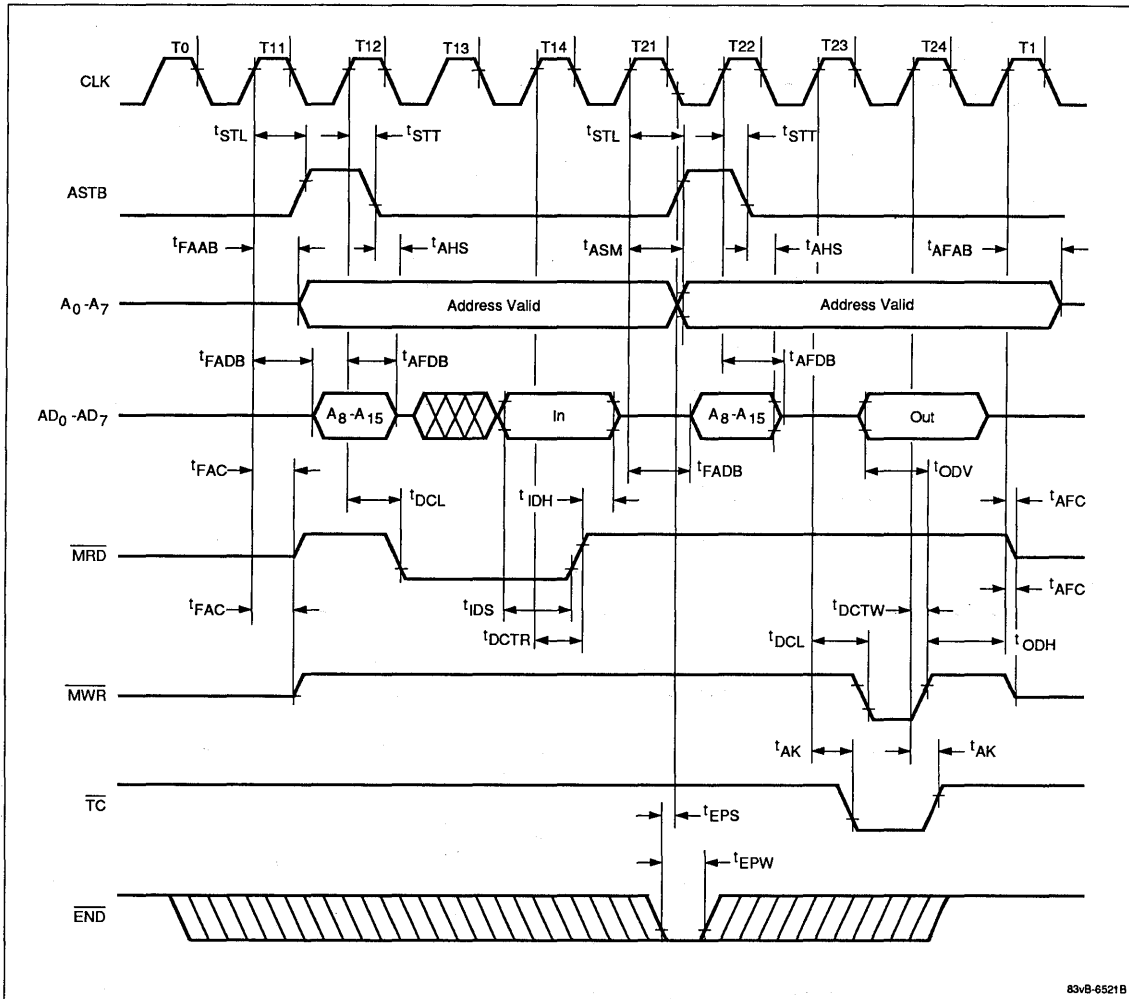 T0 T11 T12 T13 T14 T21 T22 T23 T24 T1
CLK
tSTL tSTT tSTL tSTT
ASTB
tFAAB tAHS tASM tAHS tAFAB
A0-A7 Address Valid Address Valid
tFADB tAFDB tAFDB
AD0-AD7 A8-A15 In A8-A15 Out
tFAC tFADB tODV
tDCL tIDH tAFC
MRD
tFAC tIDS tDCTW tAFC
tDCTR tDCL tODH
MWR
tAK tAK
TC
tEPS
tEPW
END
83vB-6521B